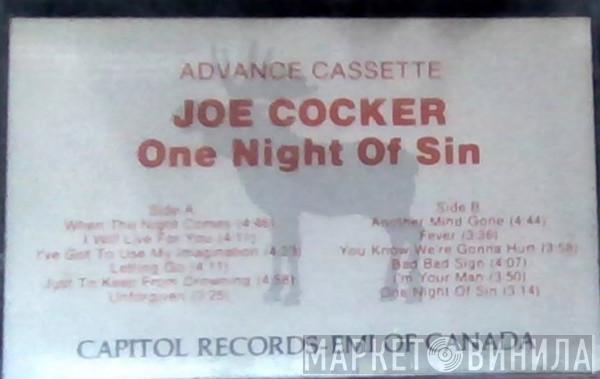 ADVANCE CASSETTE
JOE COCKER
One Night Of Sin
Side A
When The Night Comes (4:46)
I Will Live For You (4:11)
I've Got To Use My Imagination (4:23)
Letting Go (4:11)
Just To Keep From Drowning (4:56)
Unforgiven (3:25)
Side B
Another Mind Gone (4:44)
Fever (3:36)
You Know We're Gonna Hurt (3:58)
Bad Bad Sign (4:07)
I'm Your Man (3:50)
One Night Of Sin (3:14)
CAPITOL RECORDS-EMI OF CANADA
МАРКЕТ ВИНИЛА